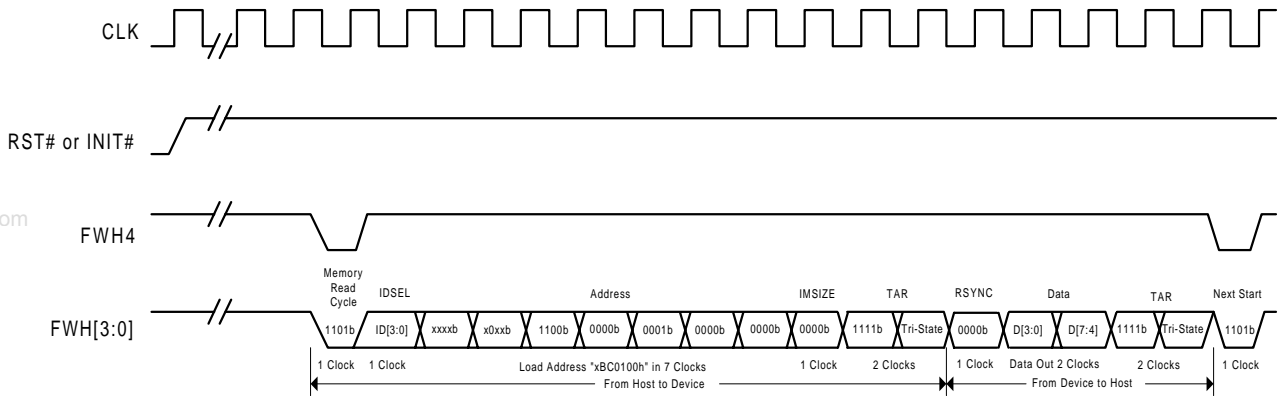 CLK
RST# or INIT#
om
FWH4
Memory
Read
Cycle
IDSEL
Address
IMSIZE
TAR
RSYNC
Data
TAR
Next Start
FWH[3:0]
1101b
ID[3:0]
xxxxb
x0xxb
1100b
0000b
0001b
0000b
0000b
0000b
1111b
Tri-State
0000b
D[3:0]
D[7:4]
1111b
Tri-State
1101b
1 Clock
1 Clock
Load Address "xBC0100h" in 7 Clocks
1 Clock
2 Clocks
1 Clock
Data Out 2 Clocks
2 Clocks
1 Clock
From Host to Device
From Device to Host